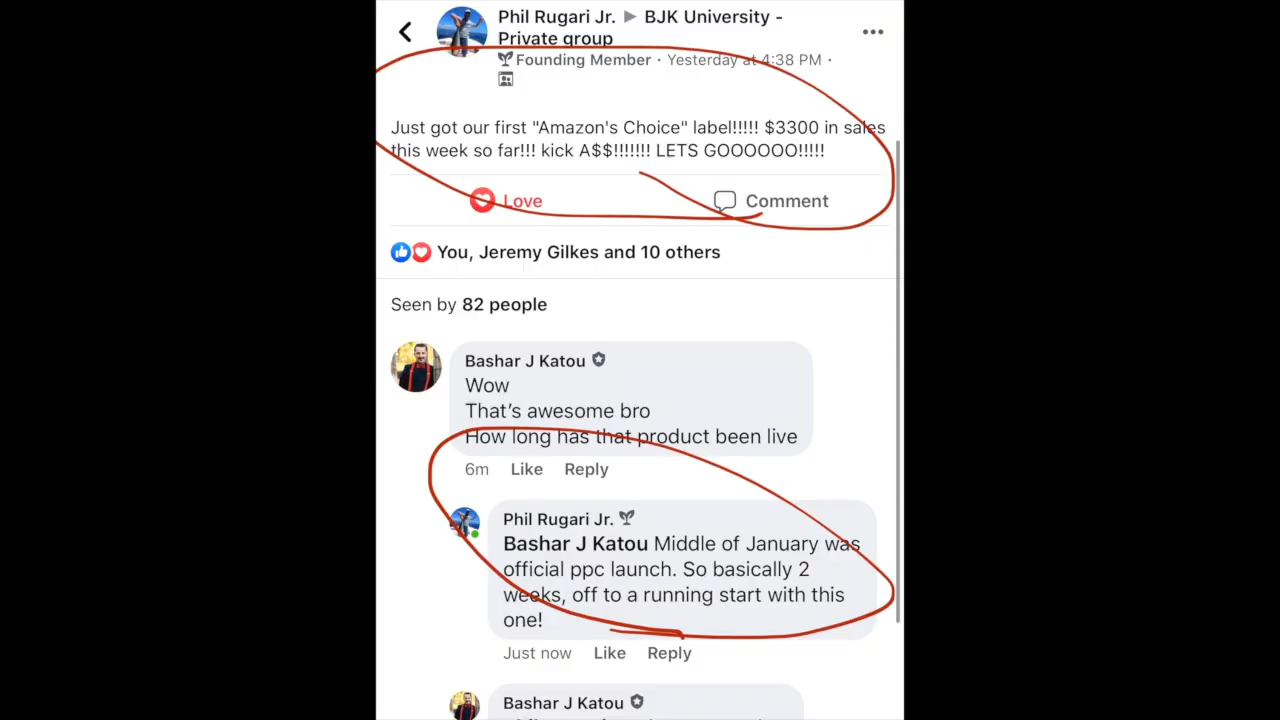 Phil Rugari Jr. ▶ BJK University -
Private group
Founding Member · Yesterday at 4:38 PM ·
Just got our first "Amazon's Choice" label!!!!! $3300 in sales
this week so far!!! kick A$$!!!!!!! LETS GOOOOOO!!!!!
Love
Comment
You, Jeremy Gilkes and 10 others
Seen by 82 people
Bashar J Katou
Wow
That's awesome bro
How long has that product been live
6m Like Reply
Phil Rugari Jr.
Bashar J Katou Middle of January was
official ppc launch. So basically 2
weeks, off to a running start with this
one!
Just now Like Reply
Bashar J Katou